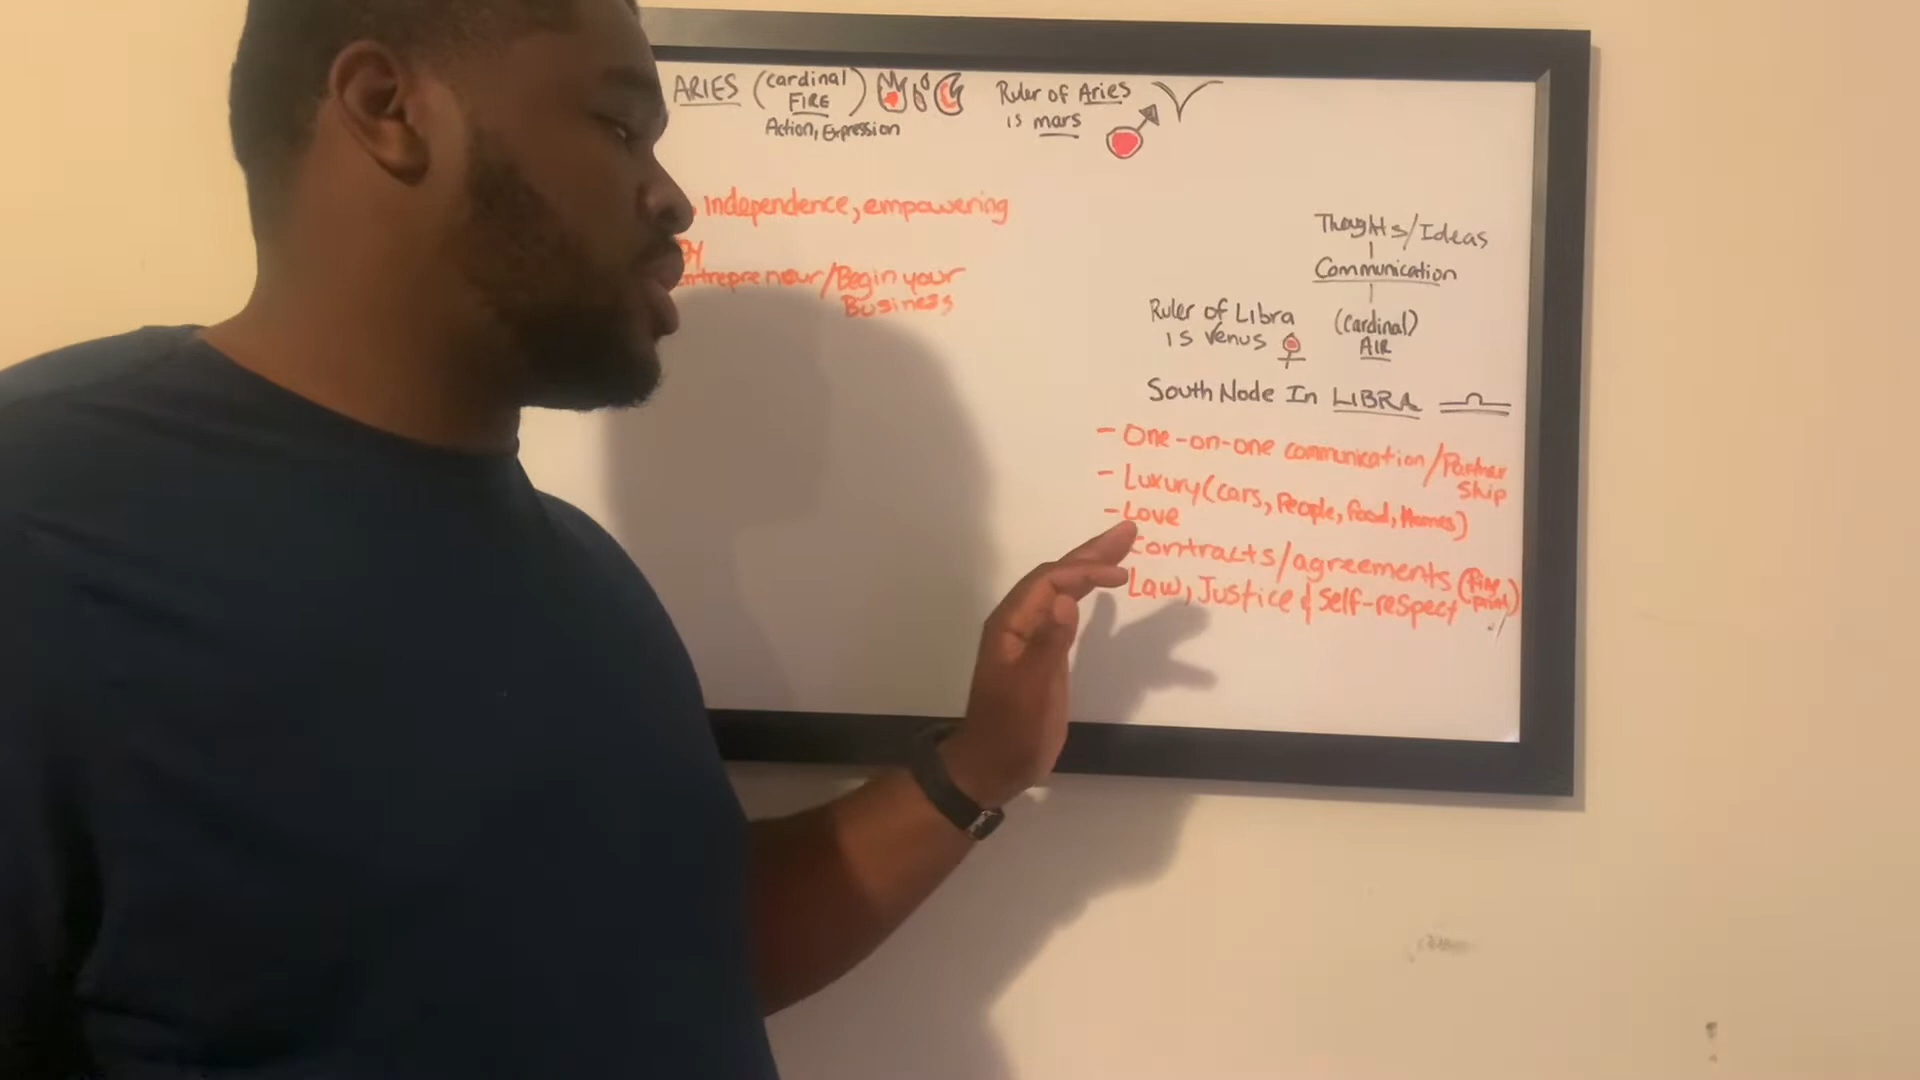 ARIES (cardinal)
FIRE
Action, Expression
Ruler of Aries
is mars
Independence, empowering
Entrepreneur/Begin your
Business
Thoughts/Ideas
Communication
(cardinal)
AIR
Ruler of Libra
is Venus
South Node In LIBRA
- One-on-one communication/Partner
ship
- Luxury (cars, People, food, Homes)
- Love
Contracts/agreements (fine
print)
Law, Justice & Self-respect